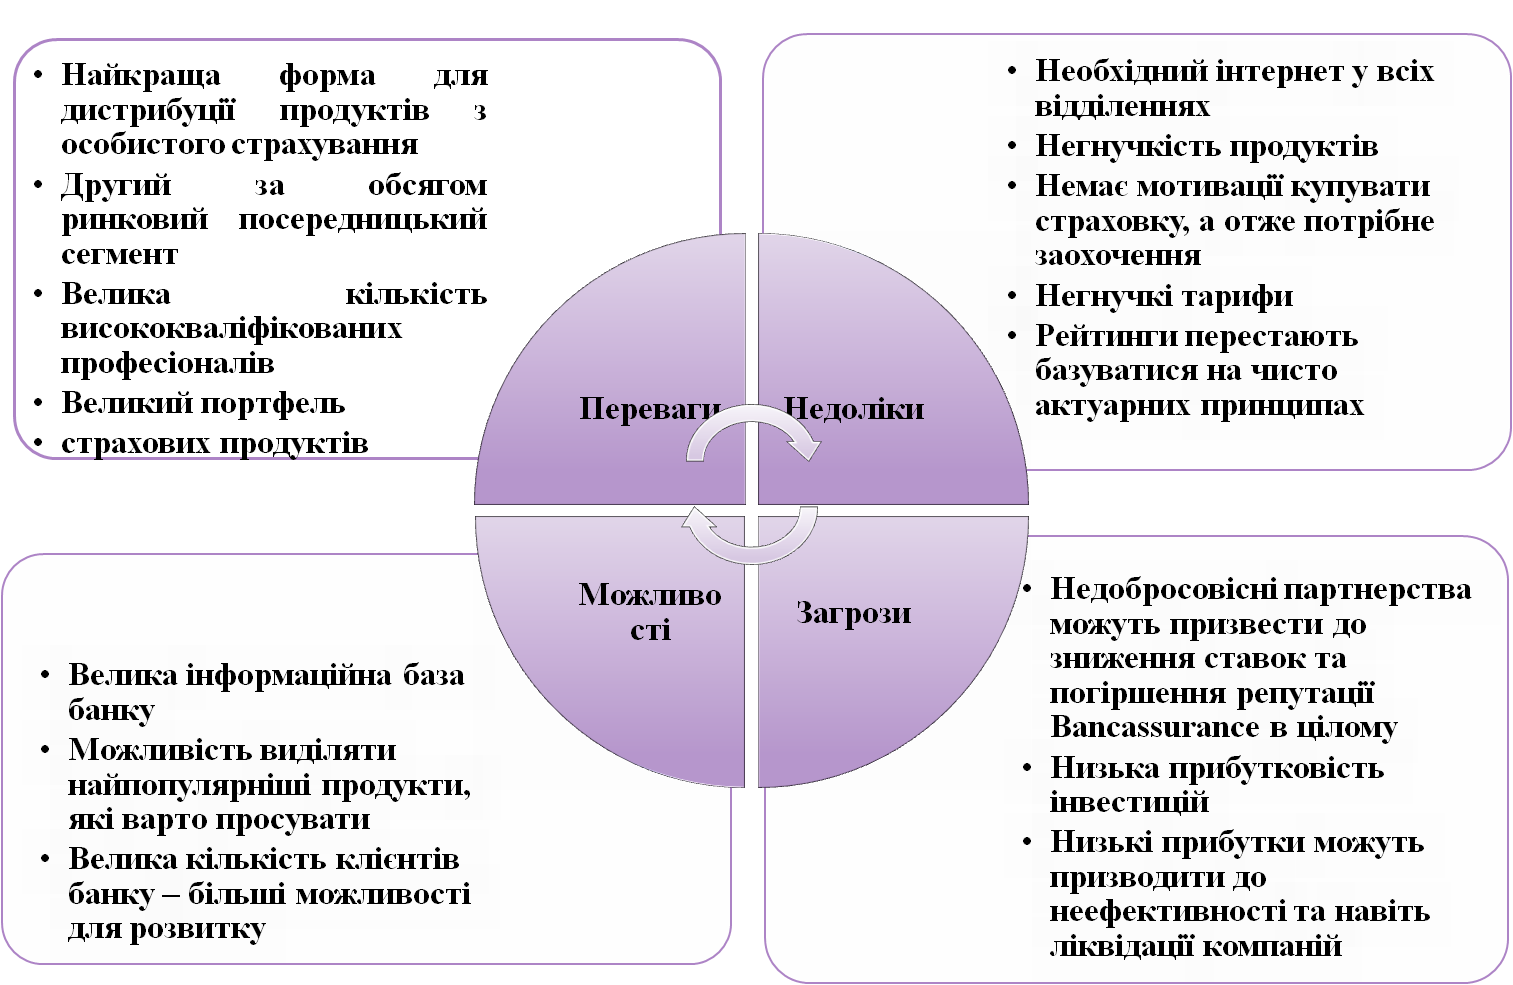 • Найкраща форма для
дистрибуції продуктів з
особистого страхування
• Другий за обсягом
ринковий посередницький
сегмент
• Велика кількість
висококваліфікованих
професіоналів
• Великий портфель
• страхових продуктів
• Необхідний інтернет у всіх
відділеннях
• Негнучкість продуктів
• Немає мотивації купувати
страховку, а отже потрібне
заохочення
• Негнучкі тарифи
• Рейтинги перестають
базуватися на чисто
актуарних принципах
Переваги
Недоліки
Можливо
сті
Загрози
• Велика інформаційна база
банку
• Можливість виділяти
найпопулярніші продукти,
які варто просувати
• Велика кількість клієнтів
банку – більші можливості
для розвитку
• Недобросовісні партнерства
можуть призвести до
зниження ставок та
погіршення репутації
Bancassurance в цілому
• Низька прибутковість
інвестицій
• Низькі прибутки можуть
призводити до
неефективності та навіть
ліквідації компаній